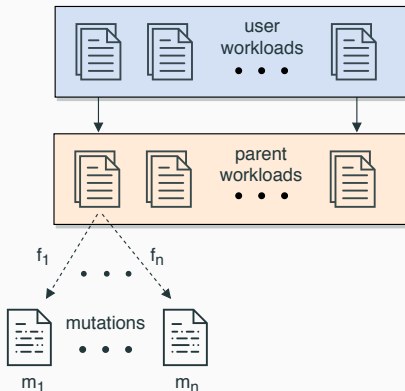 user
workloads
parent
workloads
f1 fn
mutations
m1 mn